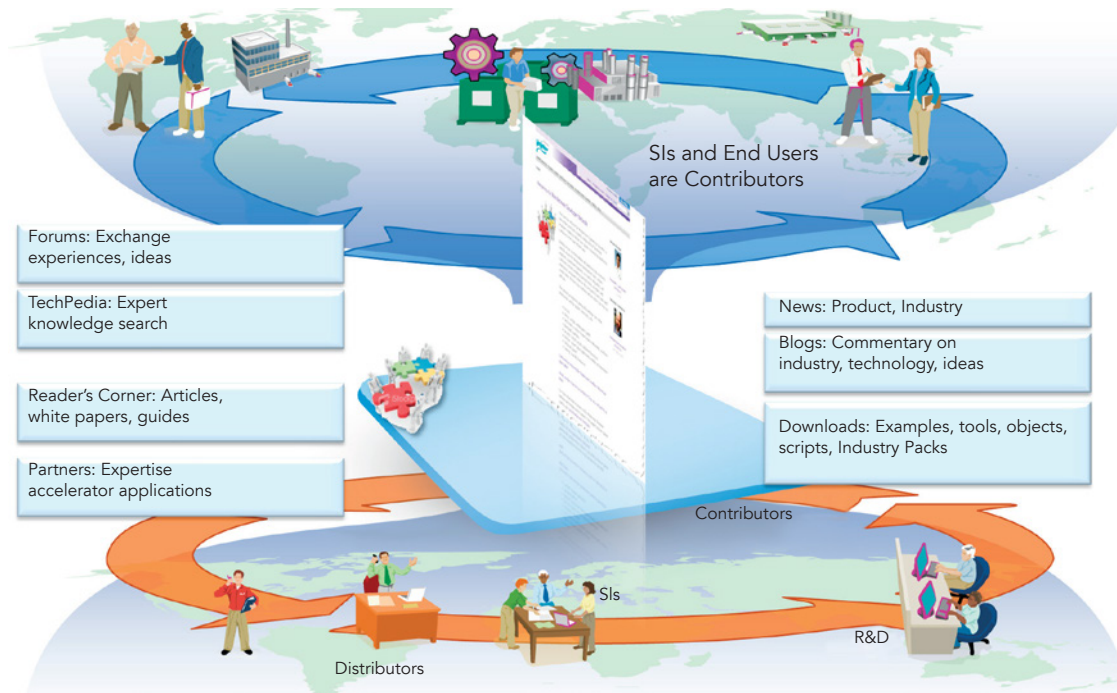 SIs and End Users
are Contributors
Forums: Exchange
experiences, ideas
TechPedia: Expert
knowledge search
Reader's Corner: Articles,
white papers, guides
Partners: Expertise
accelerator applications
News: Product, Industry
Blogs: Commentary on
industry, technology, ideas
Downloads: Examples, tools, objects,
scripts, Industry Packs
Contributors
SIs
R&D
Distributors